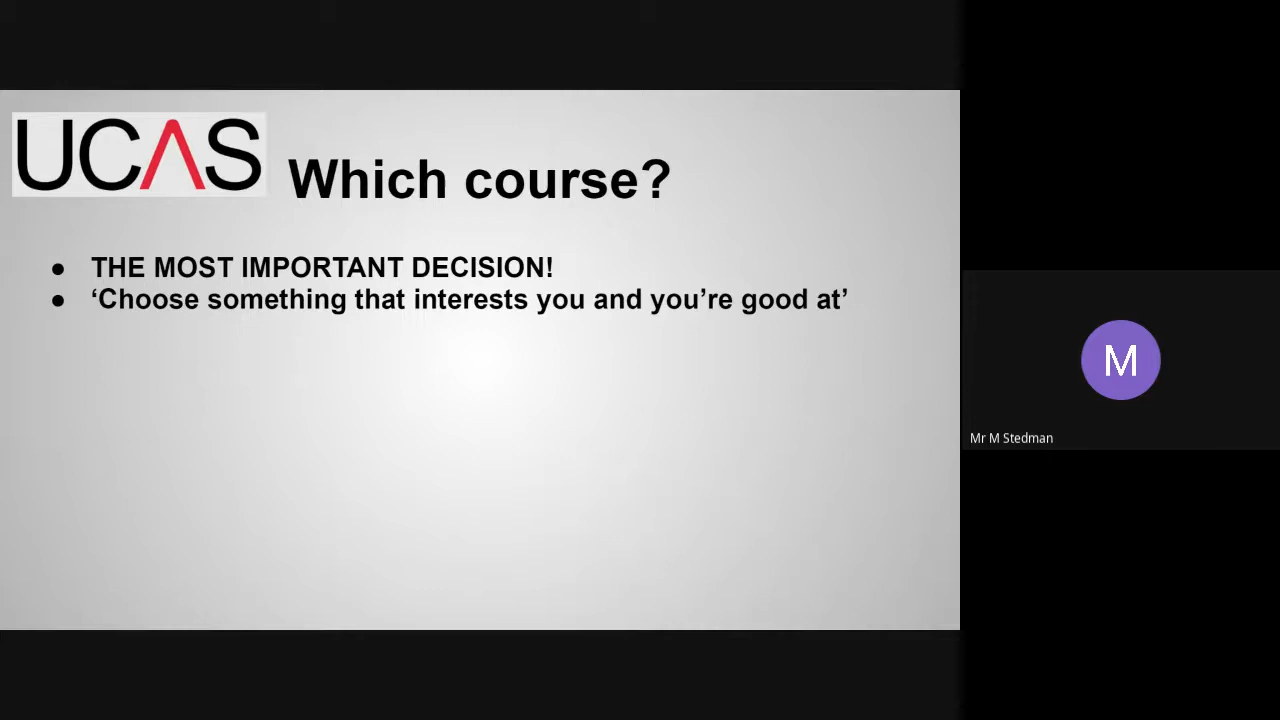 UCAS
Which course?
● THE MOST IMPORTANT DECISION!
● ‘Choose something that interests you and you’re good at’
M
Mr M Stedman